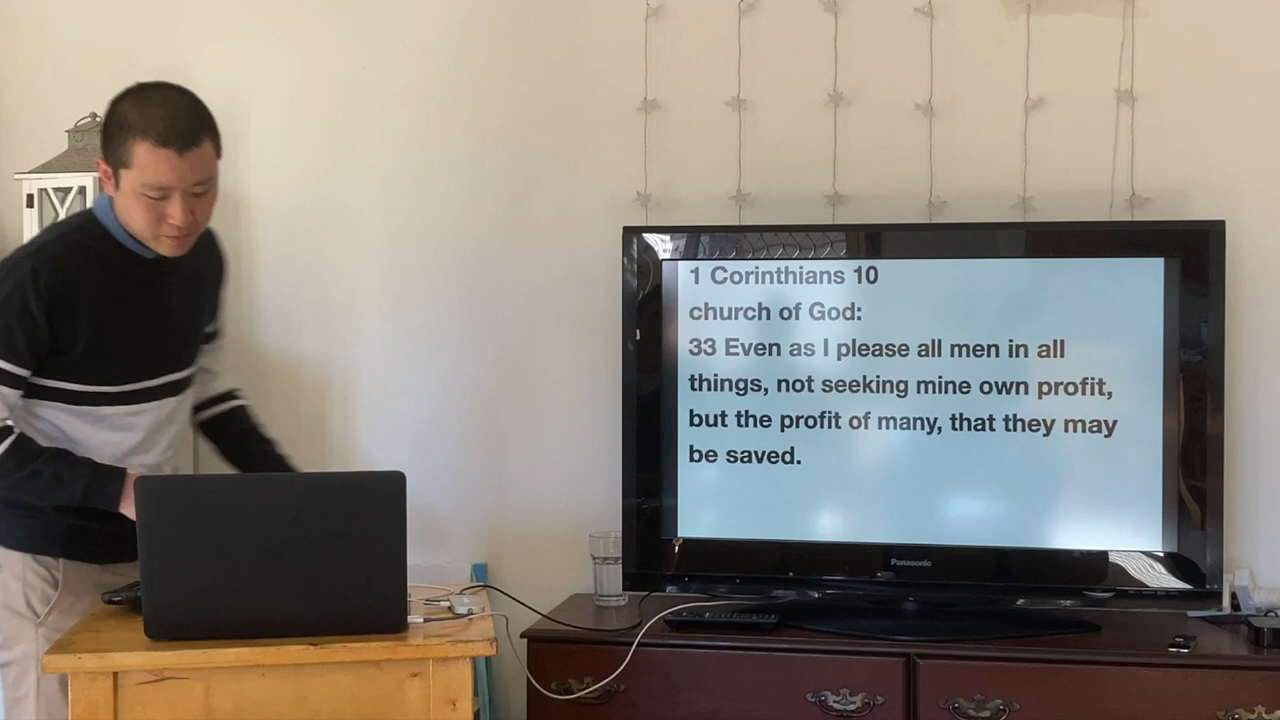 1 Corinthians 10
church of God:
33 Even as I please all men in all
things, not seeking mine own profit,
but the profit of many, that they may
be saved.
Panasonic